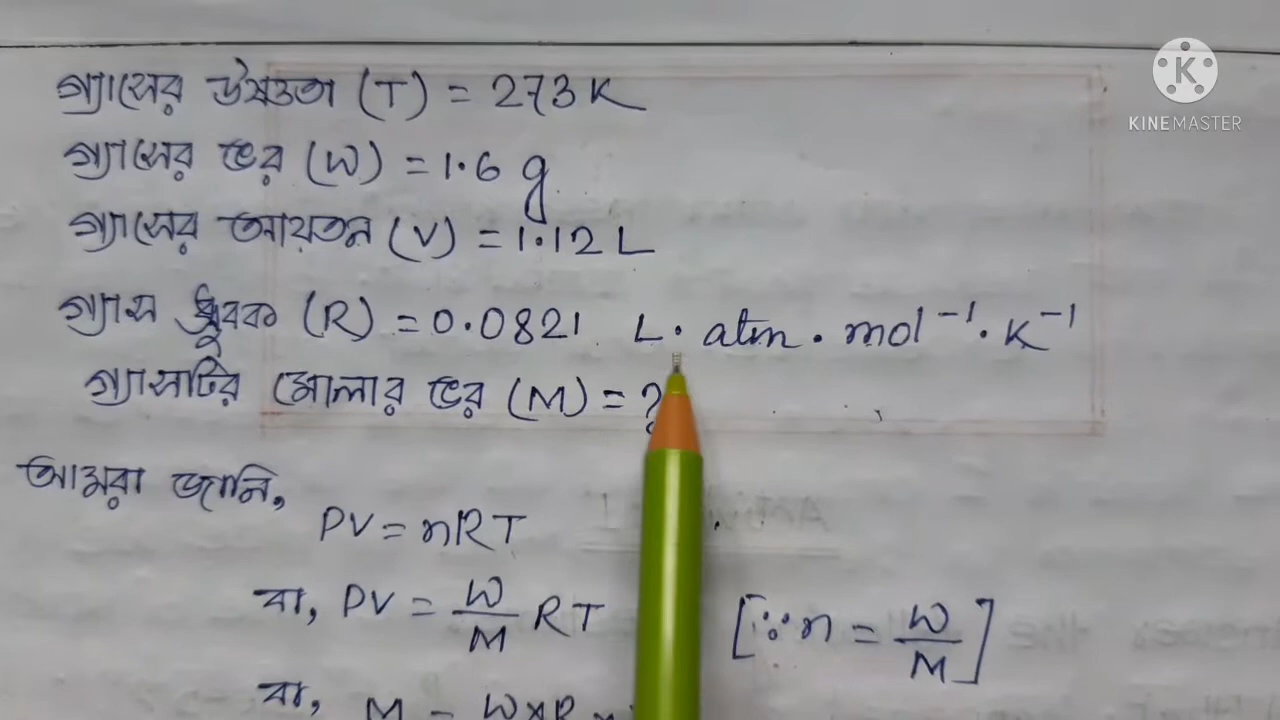 গ্যাসের উষ্ণতা (T) = 273 K
KINEMASTER
গ্যাসের ভর (W) = 1.6 g
গ্যাসের আয়তন (V) = 1.12 L
গ্যাস ধ্রুবক (R) = 0.0821 L. atm. mol⁻¹. K⁻¹
গ্যাসটির মোলার ভর (M) = ?
আমরা জানি,
PV = nRT
বা, PV = W/M RT [∵ n = W/M]
বা, M = W×R×